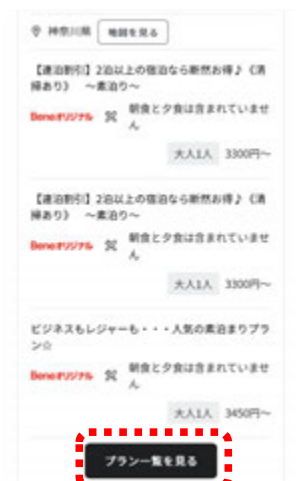 神奈川県 地図を見る
【連泊割引】2泊以上の宿泊なら断然お得♪《清
掃あり》 ～素泊り～
Beneオリジナル 朝食と夕食は含まれていませ
ん
大人1人 3300円～
【連泊割引】2泊以上の宿泊なら断然お得♪《清
掃あり》 ～素泊り～
Beneオリジナル 朝食と夕食は含まれていませ
ん
大人1人 3300円～
ビジネスもレジャーも・・・人気の素泊まりプラ
ン☆
Beneオリジナル 朝食と夕食は含まれていませ
ん
大人1人 3450円～
プラン一覧を見る